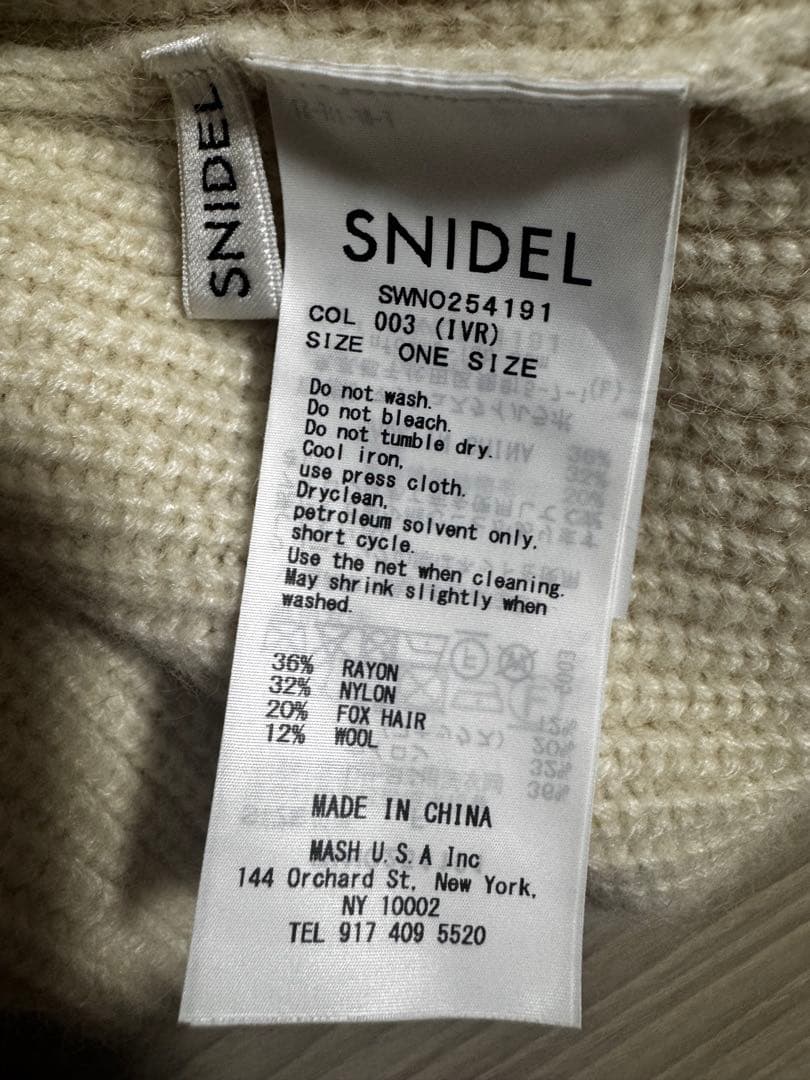 SNIDEL
SNIDEL
SWNO254191
COL 003 (IVR)
SIZE ONE SIZE
Do not wash.
Do not bleach.
Do not tumble dry.
Cool iron,
use press cloth.
Dryclean,
petroleum solvent only,
short cycle.
Use the net when cleaning.
May shrink slightly when
washed.
36% RAYON
32% NYLON
20% FOX HAIR
12% WOOL
MADE IN CHINA
MASH U.S.A Inc
144 Orchard St, New York,
NY 10002
TEL 917 409 5520